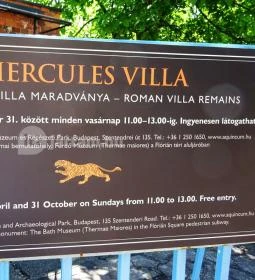 HERCULES VILLA
VILLA MARADVÁNYA – ROMAN VILLA REMAINS
31. között minden vasárnap 11.00–13.00-ig. Ingyenesen látogatható
és Régészeti Park, Budapest, Szentendrei út 135. Tel.: +36 1 250 1650, www.aquincum.hu
bemutatóhely: Fürdő Múzeum (Thermae maiores) a Flórián téri aluljáróban
and 31 October on Sundays from 11.00 to 13.00. Free entry.
and Archaeological Park, Budapest, 135 Szentendrei Road. Tel.: +36 1 250 1650, www.aquincum.hu
monument: The Bath Museum (Thermae Maiores) in the Flórián Square pedestrian subway.